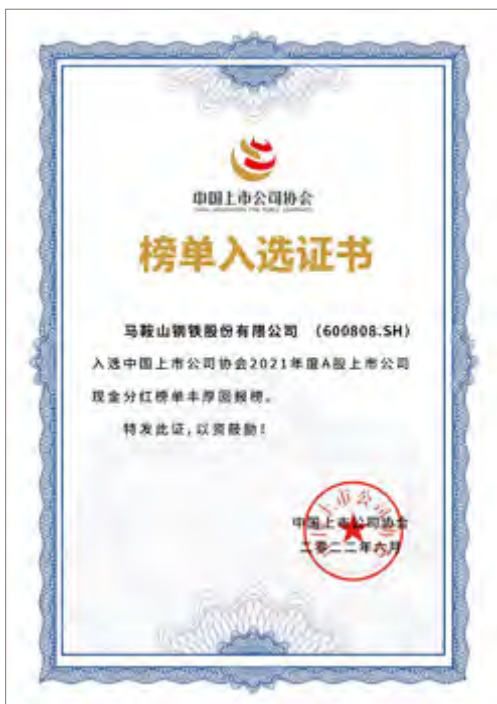 中国上市公司协会
榜单入选证书
马鞍山钢铁股份有限公司 （600808.SH）
入选中国上市公司协会2021年度A股上市公司
现金分红榜单丰厚回报榜。
特发此证，以资鼓励！
中国上市公司协会
二零二二年六月